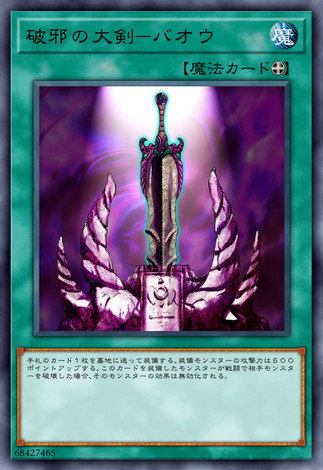 破邪の大剣－バオウ
魔
【魔法カード】
手札のカード１枚を墓地に送って装備する。装備モンスターの攻撃力は５００
ポイントアップする。このカードを装備したモンスターが戦闘で相手モンスター
を破壊した場合、そのモンスターの効果は無効化される。
68427465